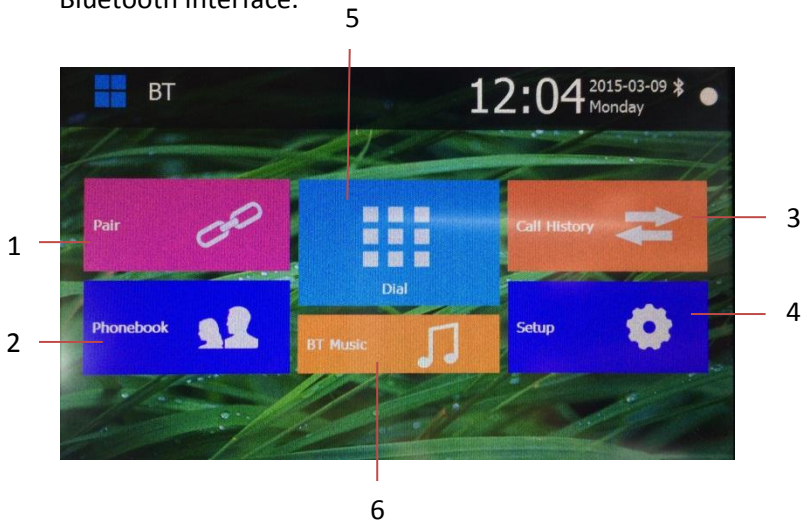 Bluetooth interface.
5
BT
12:04
2015-03-09
Monday
Pair
Dial
Call History
Phonebook
BT Music
Setup
1
2
3
4
6